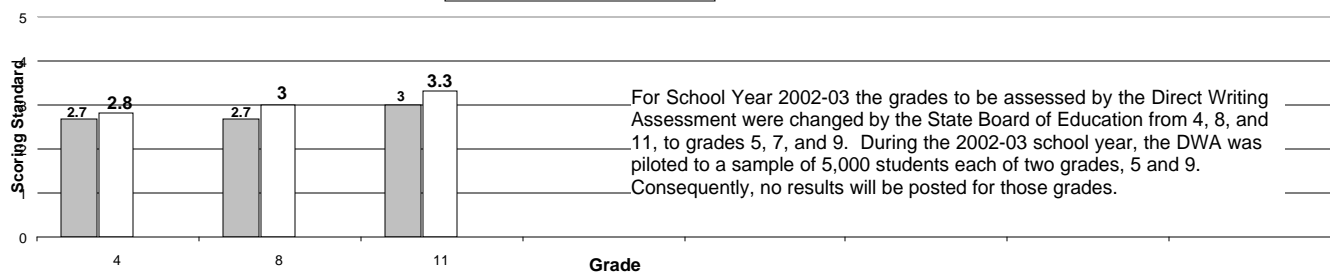 5
4
3
2
1
0
Scoring Standard
2.7
2.8
2.7
3
3
3.3
For School Year 2002-03 the grades to be assessed by the Direct Writing
Assessment were changed by the State Board of Education from 4, 8, and
11, to grades 5, 7, and 9. During the 2002-03 school year, the DWA was
piloted to a sample of 5,000 students each of two grades, 5 and 9.
Consequently, no results will be posted for those grades.
4
8
11
Grade